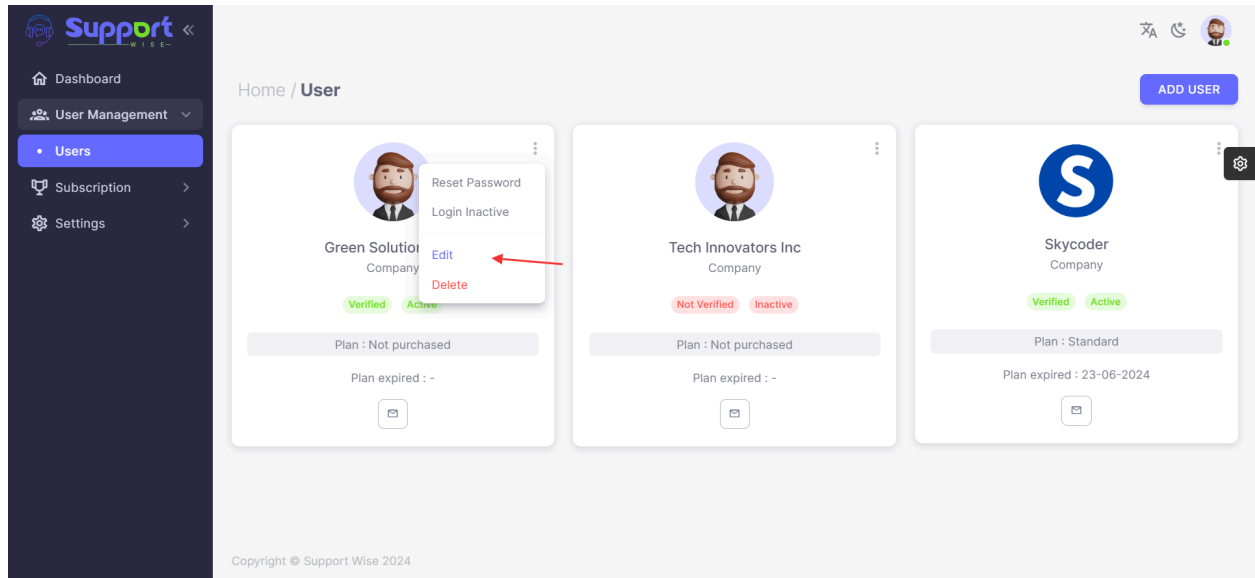 Support
WISE
Dashboard
User Management
Users
Subscription
Settings
Home / User
ADD USER
Reset Password
Login Inactive
Edit
Delete
Green Solution
Company
Verified Active
Plan : Not purchased
Plan expired : -
Tech Innovators Inc
Company
Not Verified Inactive
Plan : Not purchased
Plan expired : -
Skycoder
Company
Verified Active
Plan : Standard
Plan expired : 23-06-2024
Copyright © Support Wise 2024